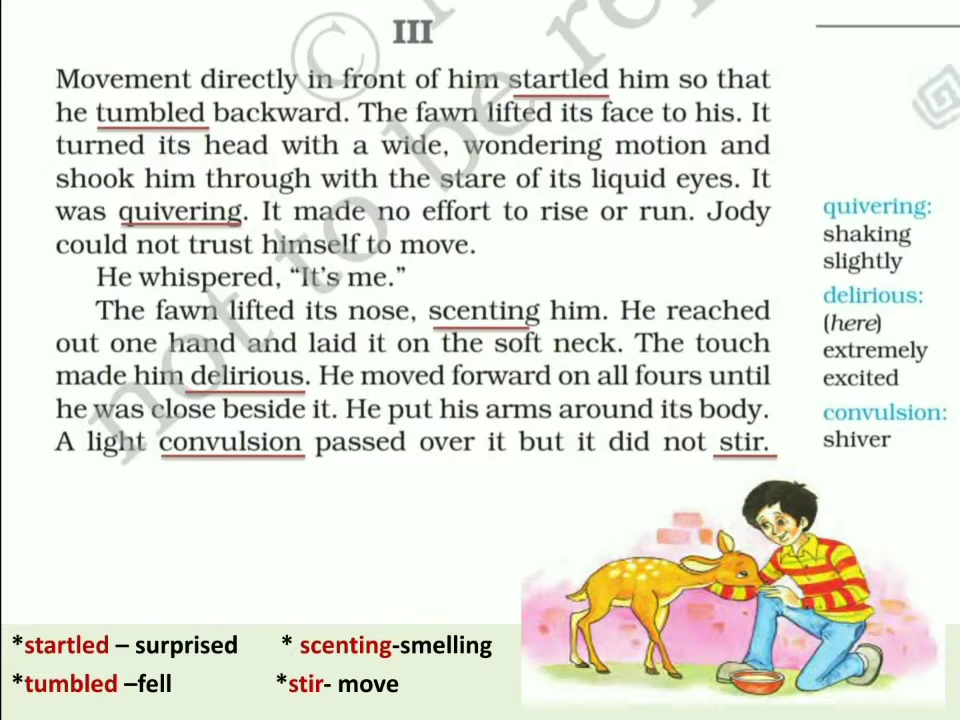 III
Movement directly in front of him startled him so that
he tumbled backward. The fawn lifted its face to his. It
turned its head with a wide, wondering motion and
shook him through with the stare of its liquid eyes. It
was quivering. It made no effort to rise or run. Jody
could not trust himself to move.
He whispered, “It’s me.”
The fawn lifted its nose, scenting him. He reached
out one hand and laid it on the soft neck. The touch
made him delirious. He moved forward on all fours until
he was close beside it. He put his arms around its body.
A light convulsion passed over it but it did not stir.
quivering:
shaking
slightly
delirious:
(here)
extremely
excited
convulsion:
shiver
*startled – surprised * scenting-smelling
*tumbled –fell *stir- move
© 
not to be